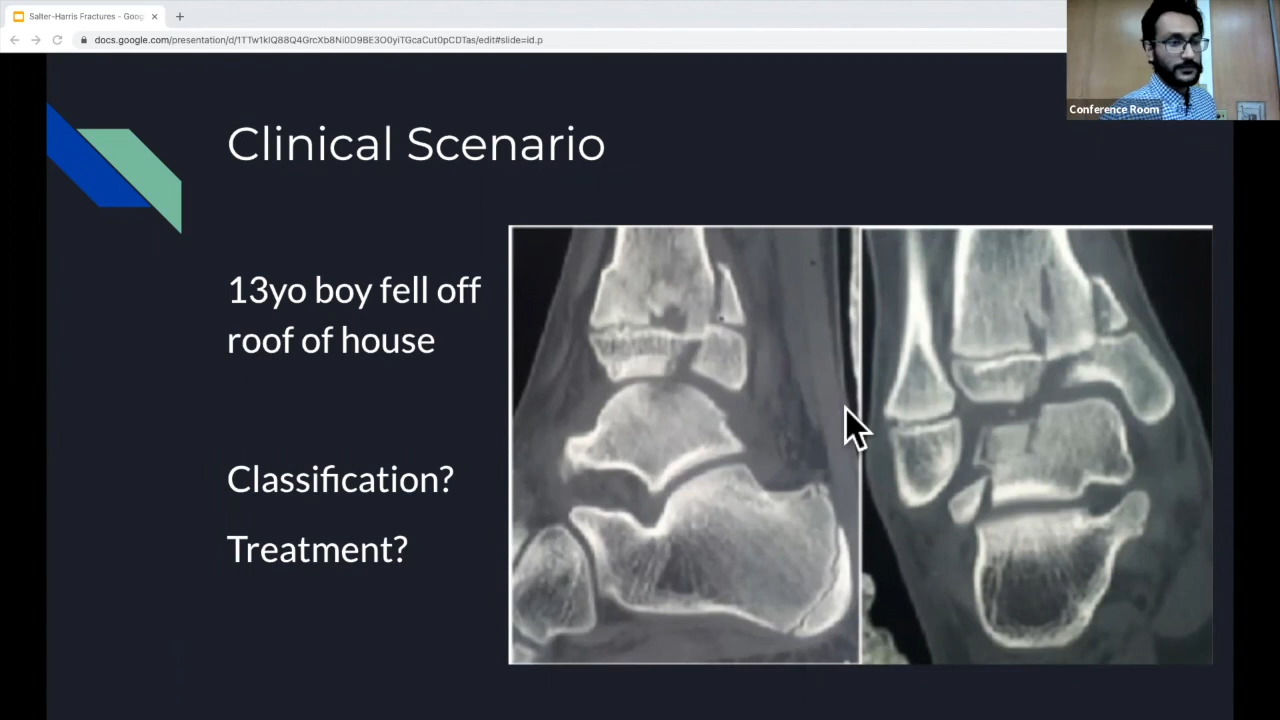 Salter-Harris Fractures - Goog
docs.google.com/presentation/d/1TTw1klQ88Q4GrcXb8Ni0D9BE3O0yiTGcaCut0pCDTas/edit#slide=id.p
Conference Room
Clinical Scenario
13yo boy fell off
roof of house
Classification?
Treatment?